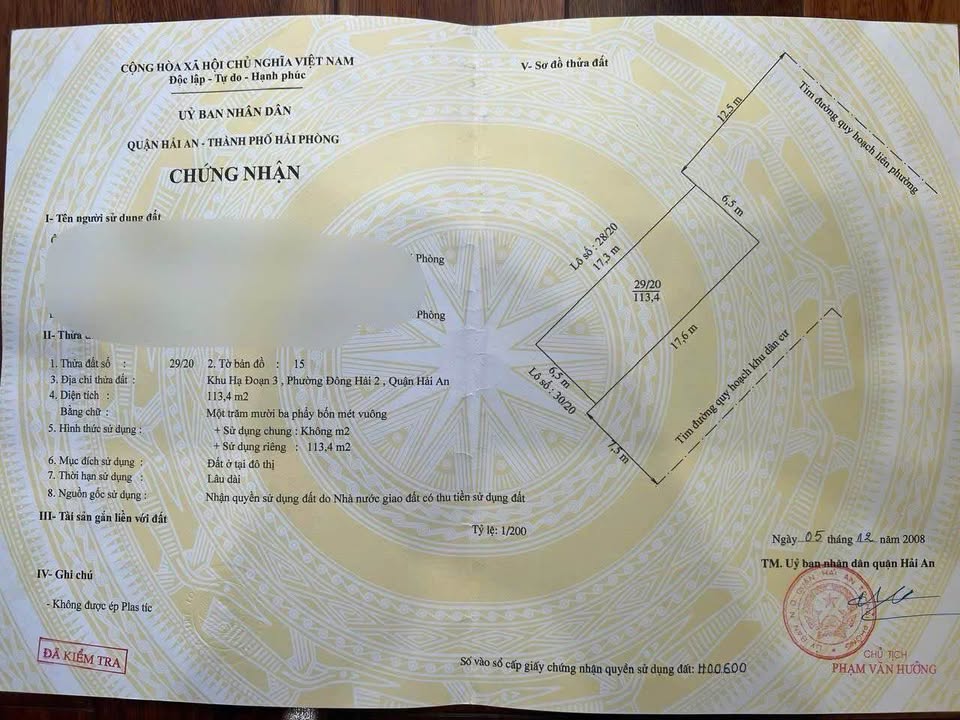 CỘNG HÒA XÃ HỘI CHỦ NGHĨA VIỆT NAM
Độc lập - Tự do - Hạnh phúc
UỶ BAN NHÂN DÂN
QUẬN HẢI AN - THÀNH PHỐ HẢI PHÒNG
CHỨNG NHẬN
I- Tên người sử dụng đất
Phòng
Phòng
II- Thửa
1. Thửa đất số : 29/20 2. Tờ bản đồ : 15
3. Địa chỉ thửa đất : Khu Hạ Đoạn 3 , Phường Đông Hải 2 , Quận Hải An
4. Diện tích : 113,4 m2
Bằng chữ : Một trăm mười ba phẩy bốn mét vuông
5. Hình thức sử dụng : + Sử dụng chung : Không m2
+ Sử dụng riêng : 113,4 m2
6. Mục đích sử dụng : Đất ở tại đô thị
7. Thời hạn sử dụng : Lâu dài
8. Nguồn gốc sử dụng : Nhận quyền sử dụng đất do Nhà nước giao đất có thu tiền sử dụng đất
III- Tài sản gắn liền với đất
IV- Ghi chú
- Không được ép Plas tíc
ĐÃ KIỂM TRA
V- Sơ đồ thửa đất
12,5 m
Tim đường quy hoạch liên phường
6,5 m
Lô số : 28/20
17,3 m
29/20
113,4
17,6 m
6,5 m
Lô số : 30/20
7,5 m
Tim đường quy hoạch khu dân cư
Tỷ lệ: 1/200
Ngày 05 tháng 12 năm 2008
TM. Uỷ ban nhân dân quận Hải An
CHỦ TỊCH
PHẠM VĂN HƯỞNG
Số vào sổ cấp giấy chứng nhận quyền sử dụng đất: H00600